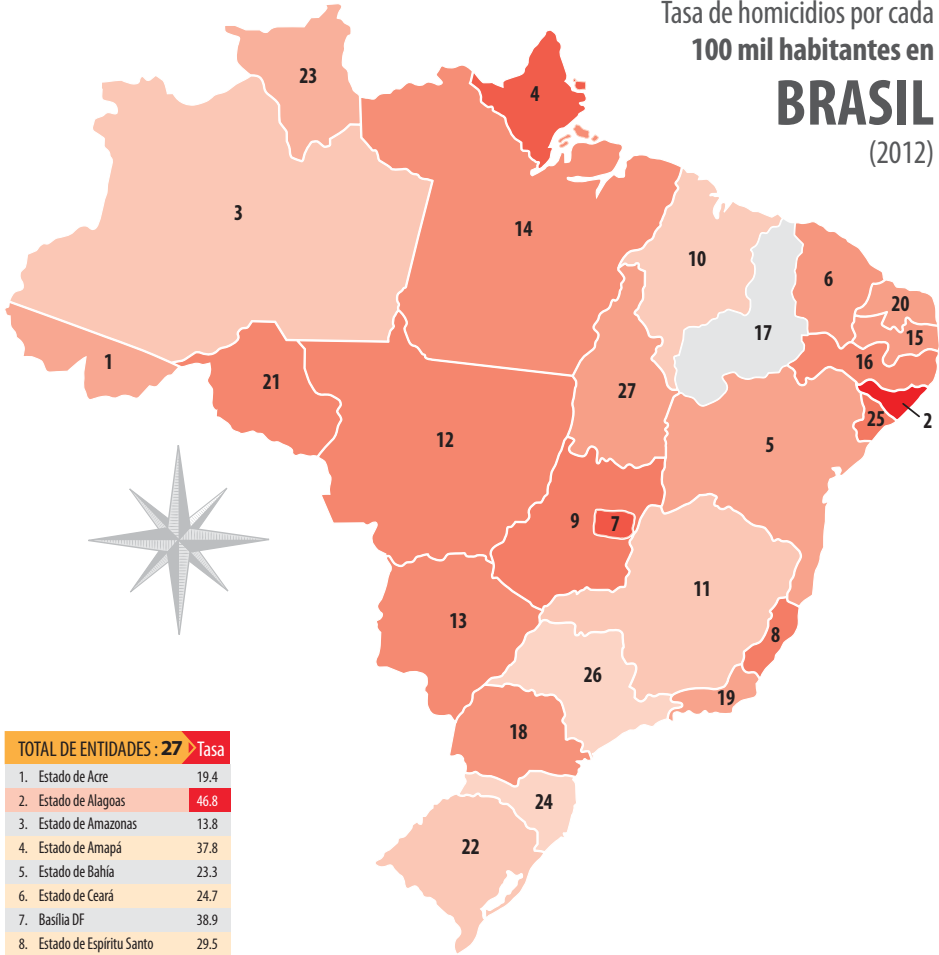 Tasa de homicidios por cada
100 mil habitantes en
BRASIL
(2012)
23
4
3
14
10
6
20
15
17
16
1
21
27
25
2
12
5
9
7
11
13
8
26
19
18
24
22
TOTAL DE ENTIDADES : 27 Tasa
1. Estado de Acre 19.4
2. Estado de Alagoas 46.8
3. Estado de Amazonas 13.8
4. Estado de Amapá 37.8
5. Estado de Bahía 23.3
6. Estado de Ceará 24.7
7. Basília DF 38.9
8. Estado de Espíritu Santo 29.5